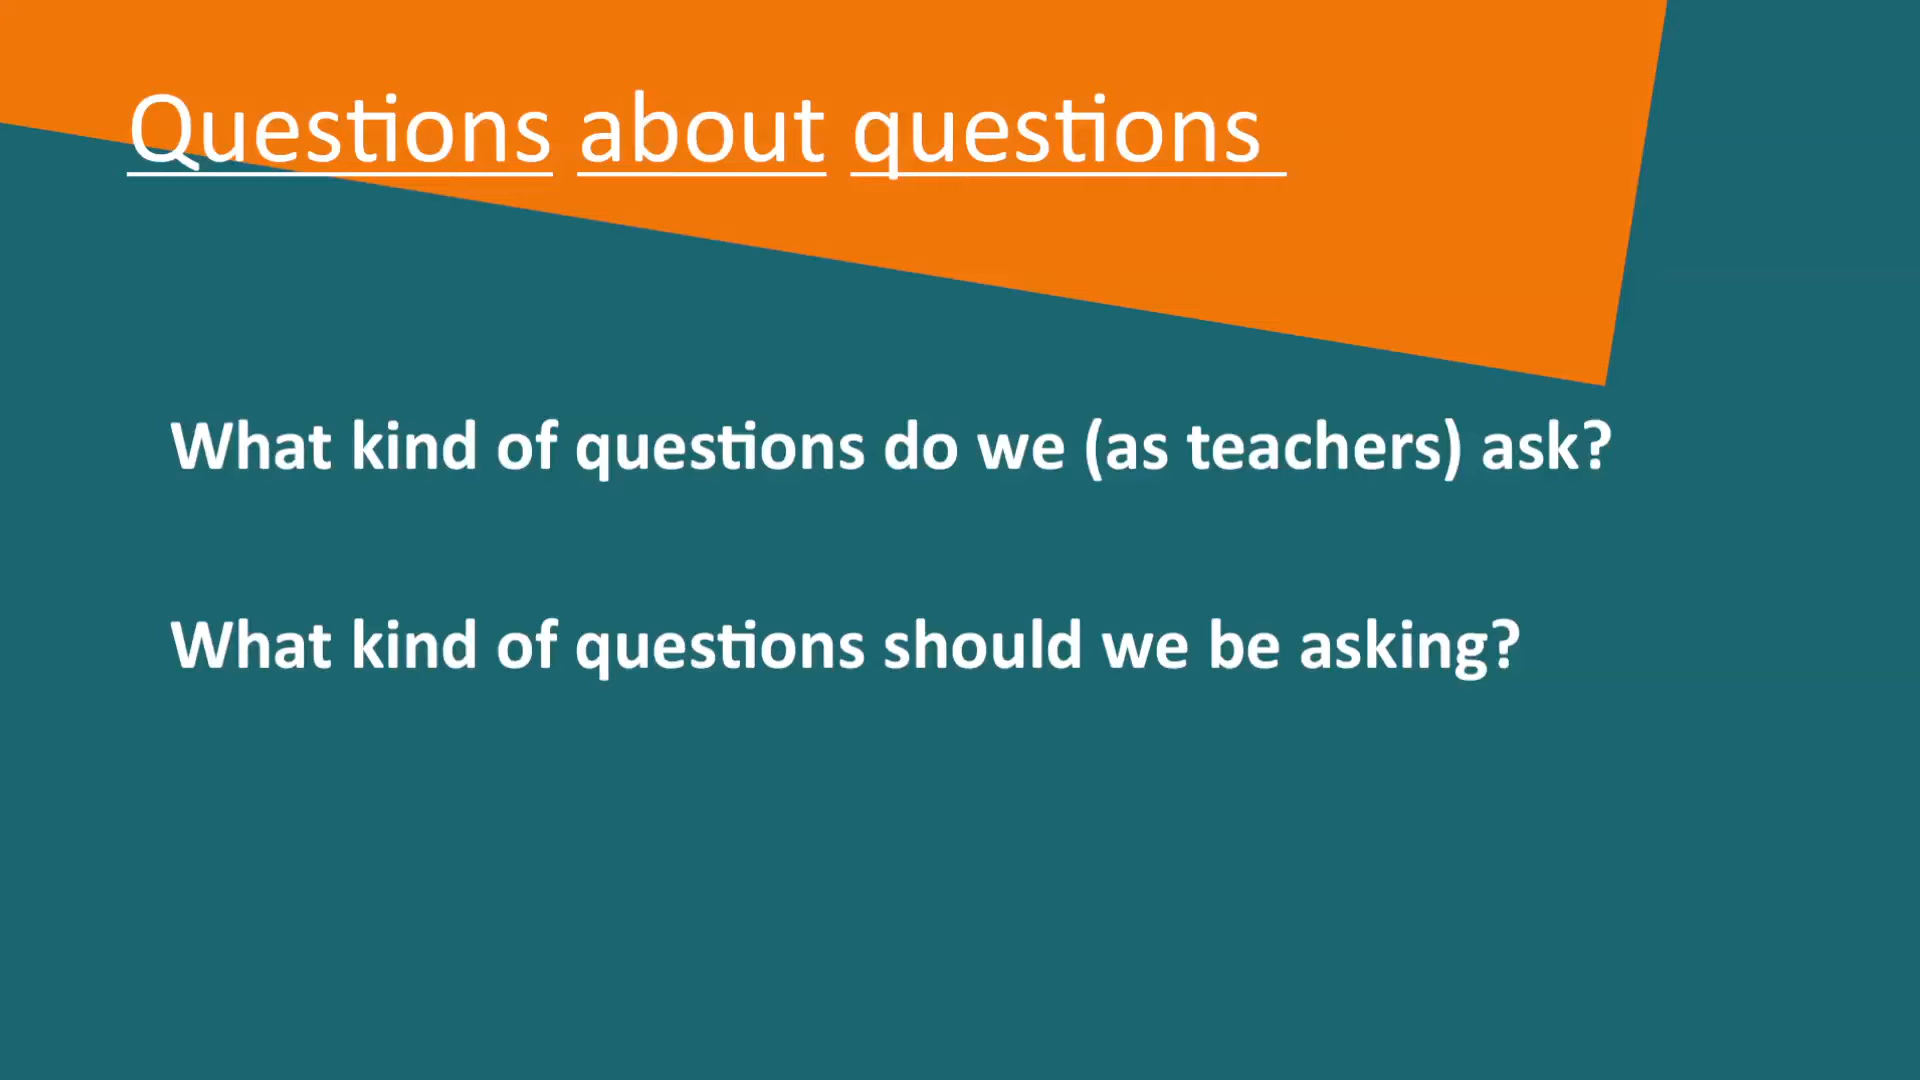 Questions about questions
What kind of questions do we (as teachers) ask?
What kind of questions should we be asking?